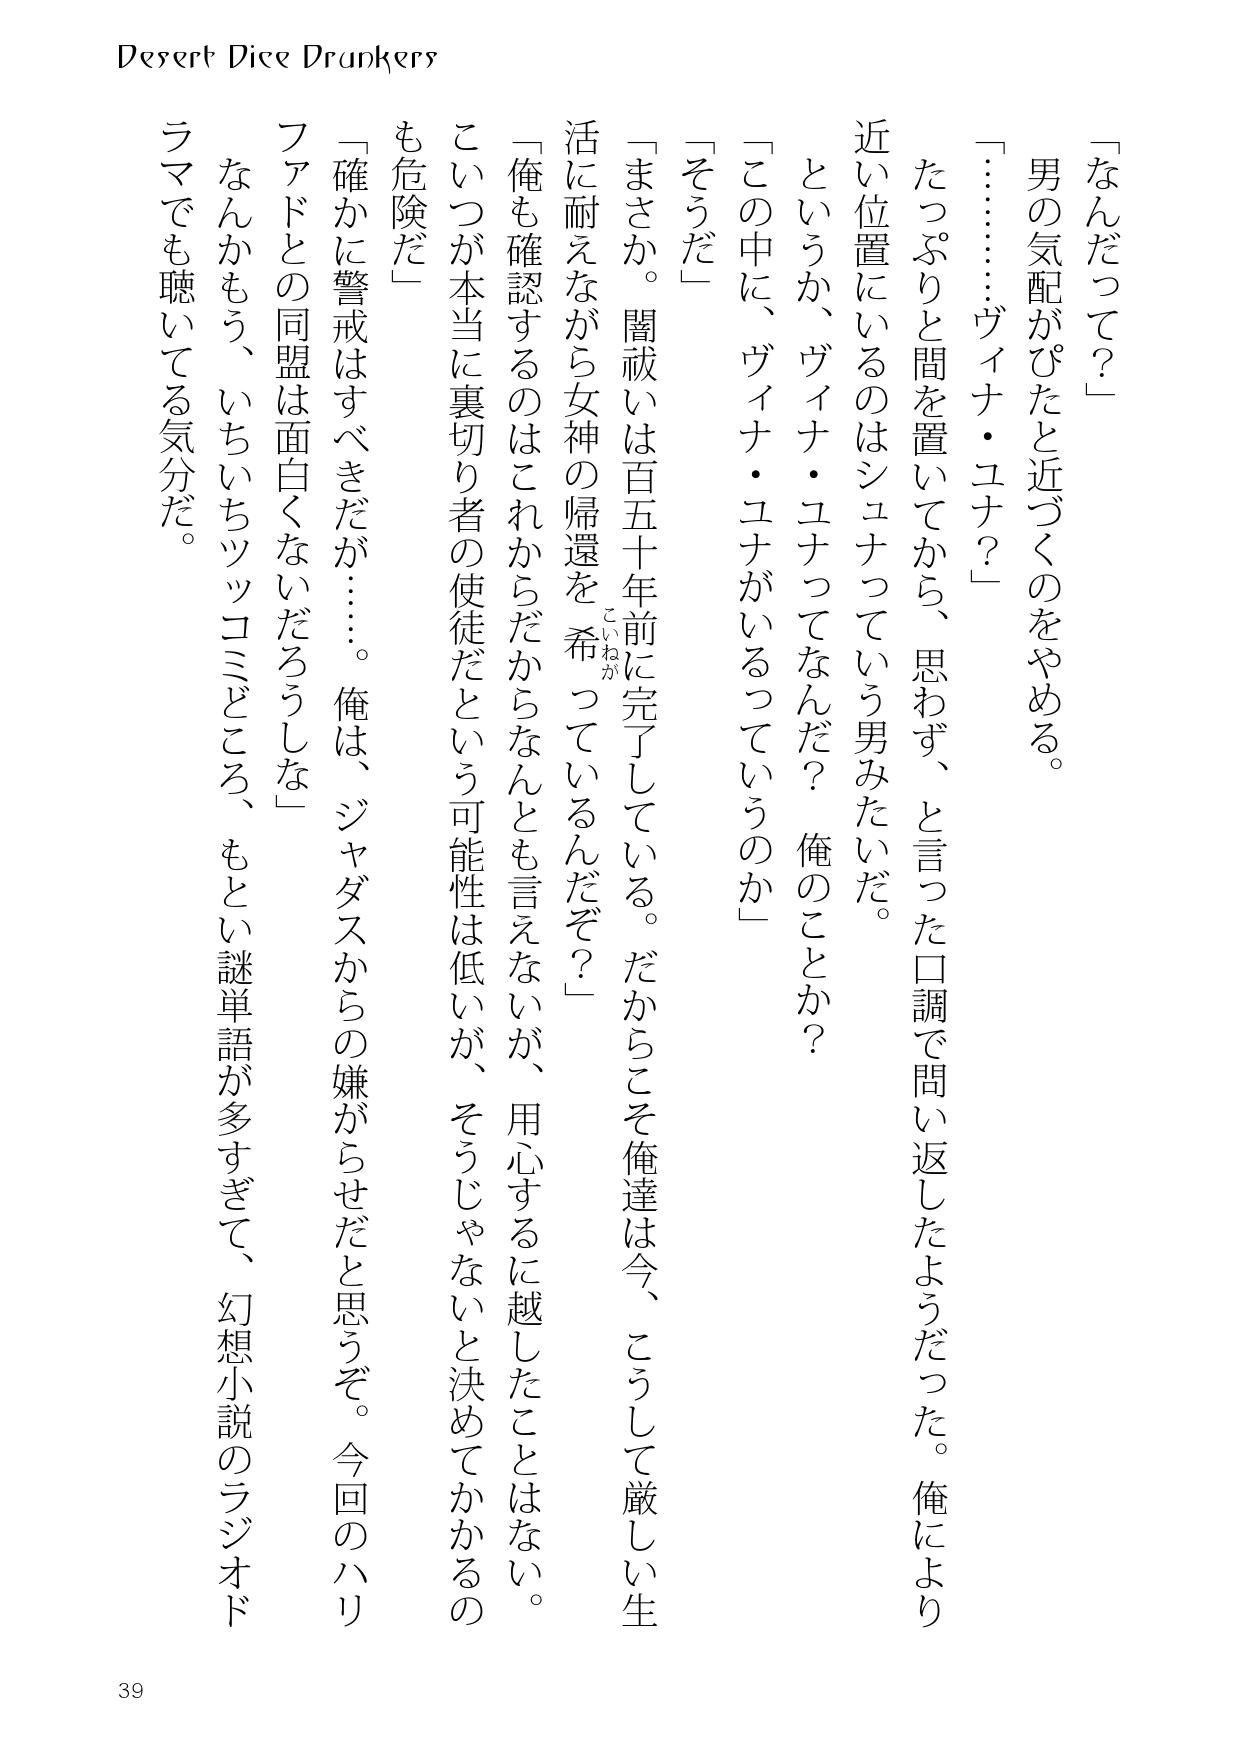 Desert Dice Drunkers
「なんだって？」
　男の気配がぴたと近づくのをやめる。
「…………ヴィナ・ユナ？」
　たっぷりと間を置いてから、思わず、と言った口調で問い返したようだった。俺により
近い位置にいるのはシュナっていう男みたいだ。
　というか、ヴィナ・ユナってなんだ？　俺のことか？
「この中に、ヴィナ・ユナがいるっていうのか」
「そうだ」
「まさか。闇祓いは百五十年前に完了している。だからこそ俺達は今、こうして厳しい生
活に耐えながら女神の帰還を希こいねがっているんだぞ？」
「俺も確認するのはこれからだからなんとも言えないが、用心するに越したことはない。
こいつが本当に裏切り者の使徒だという可能性は低いが、そうじゃないと決めてかかるの
も危険だ」
「確かに警戒はすべきだが……。俺は、ジャダスからの嫌がらせだと思うぞ。今回のハリ
ファドとの同盟は面白くないだろうしな」
　なんかもう、いちいちツッコミどころ、もとい謎単語が多すぎて、幻想小説のラジオド
ラマでも聴いてる気分だ。
39